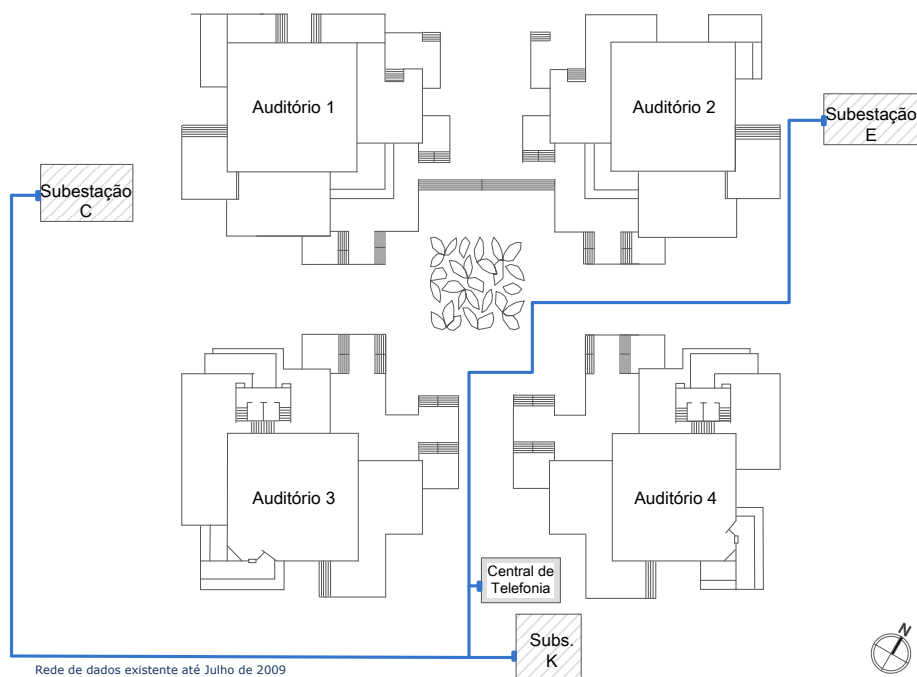 Auditório 1
Auditório 2
Subestação
E
Subestação
C
Auditório 3
Auditório 4
Central de
Telefonia
Subs.
K
N
Rede de dados existente até Julho de 2009